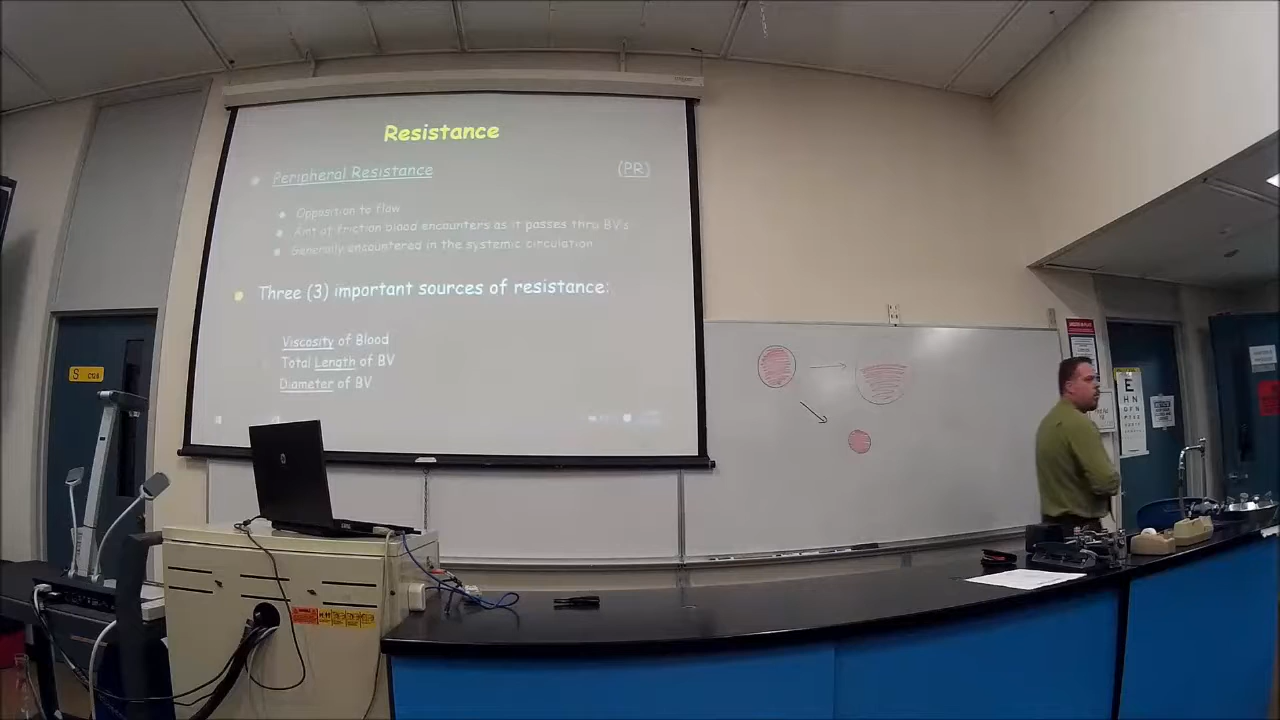 Resistance
Peripheral Resistance (PR)
Opposition to flow
Amt of friction blood encounters as it passes thru BV's
Generally encountered in the systemic circulation
Three (3) important sources of resistance:
Viscosity of Blood
Total Length of BV
Diameter of BV
S
E
H N
D F N